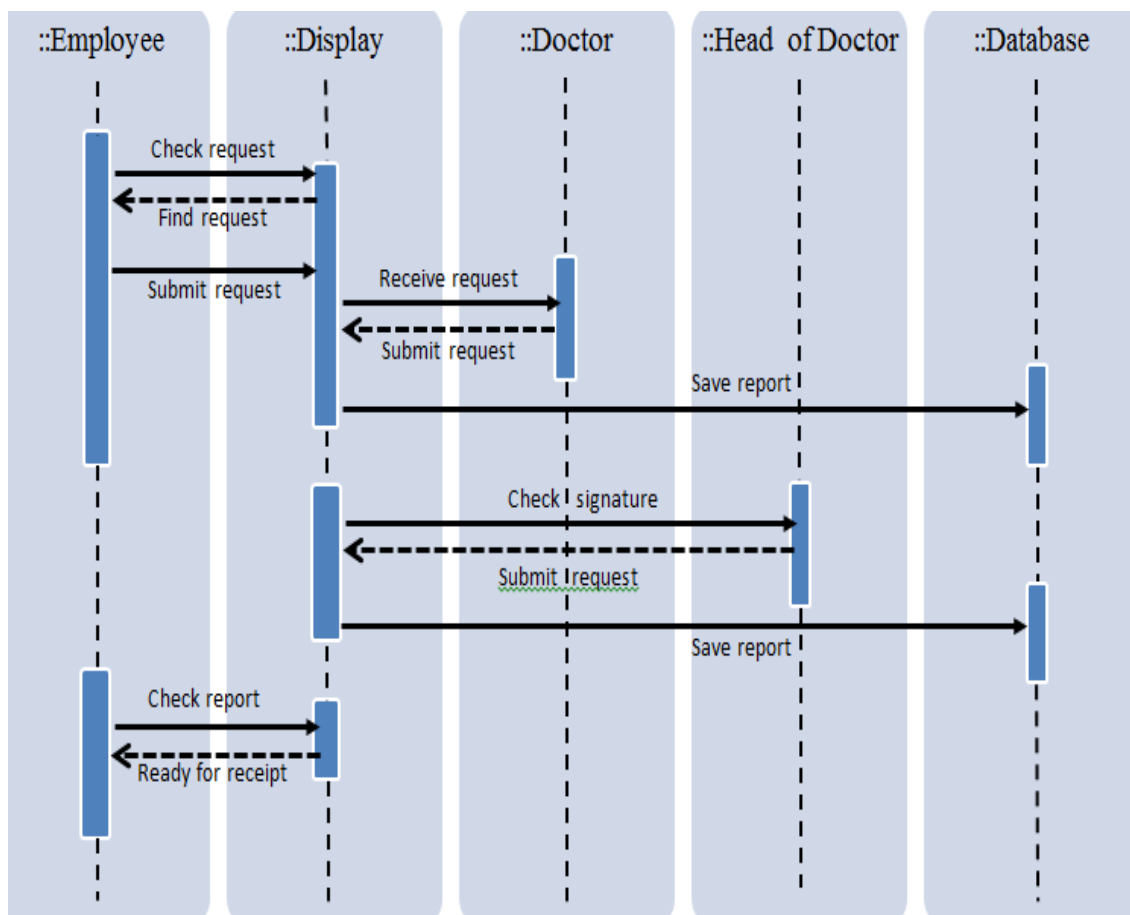 ::Employee
::Display
::Doctor
::Head of Doctor
::Database
Check request
Find request
Submit request
Receive request
Submit request
Save report
Check signature
Submit request
Save report
Check report
Ready for receipt